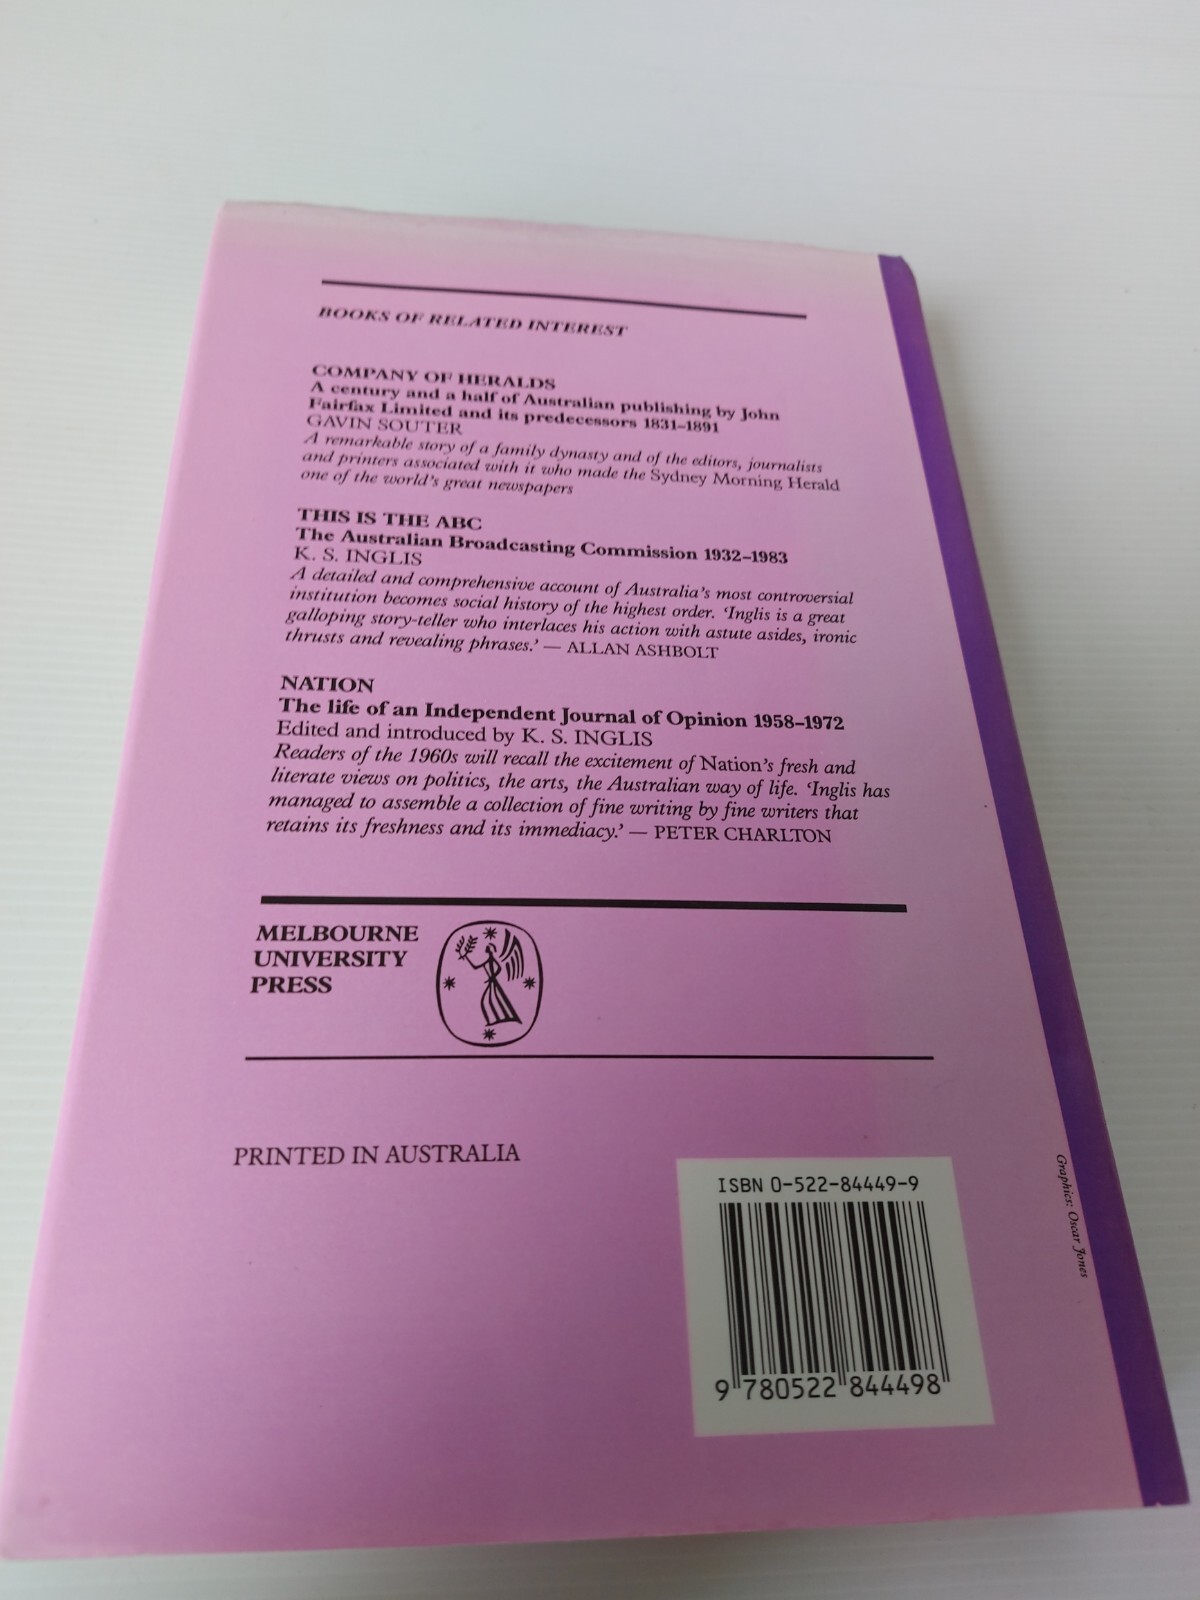 BOOKS OF RELATED INTEREST
COMPANY OF HERALDS
A century and a half of Australian publishing by John
Fairfax Limited and its predecessors 1831–1891
GAVIN SOUTER
A remarkable story of a family dynasty and of the editors, journalists
and printers associated with it who made the Sydney Morning Herald
one of the world's great newspapers
THIS IS THE ABC
The Australian Broadcasting Commission 1932–1983
K. S. INGLIS
A detailed and comprehensive account of Australia's most controversial
institution becomes social history of the highest order. 'Inglis is a great
galloping story-teller who interlaces his action with astute asides, ironic
thrusts and revealing phrases.' — ALLAN ASHBOLT
NATION
The life of an Independent Journal of Opinion 1958–1972
Edited and introduced by K. S. INGLIS
Readers of the 1960s will recall the excitement of Nation's fresh and
literate views on politics, the arts, the Australian way of life. 'Inglis has
managed to assemble a collection of fine writing by fine writers that
retains its freshness and its immediacy.' — PETER CHARLTON
MELBOURNE
UNIVERSITY
PRESS
PRINTED IN AUSTRALIA
ISBN 0-522-84449-9
9 780522 844498
Graphics: Oscar Jones